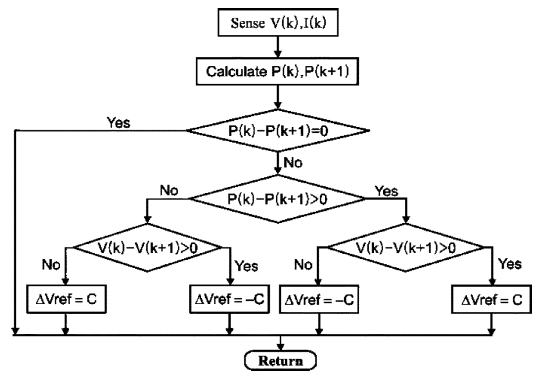 Sense V(k),I(k)
Calculate P(k),P(k+1)
P(k)–P(k+1)=0
Yes
No
P(k)–P(k+1)>0
No
Yes
V(k)–V(k+1)>0
V(k)–V(k+1)>0
No
Yes
No
Yes
ΔVref = C
ΔVref = –C
ΔVref = –C
ΔVref = C
Return